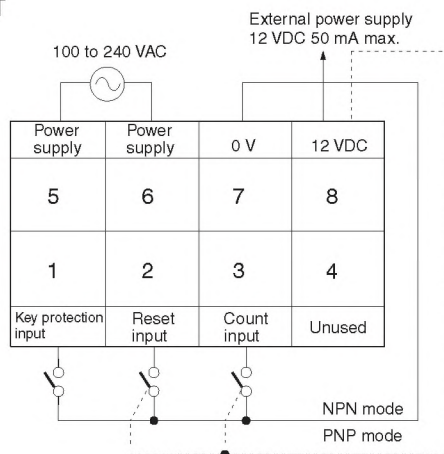 External power supply
12 VDC 50 mA max.
100 to 240 VAC
Power
supply
Power
supply
0 V
12 VDC
5
6
7
8
1
2
3
4
Key protection
input
Reset
input
Count
input
Unused
NPN mode
PNP mode